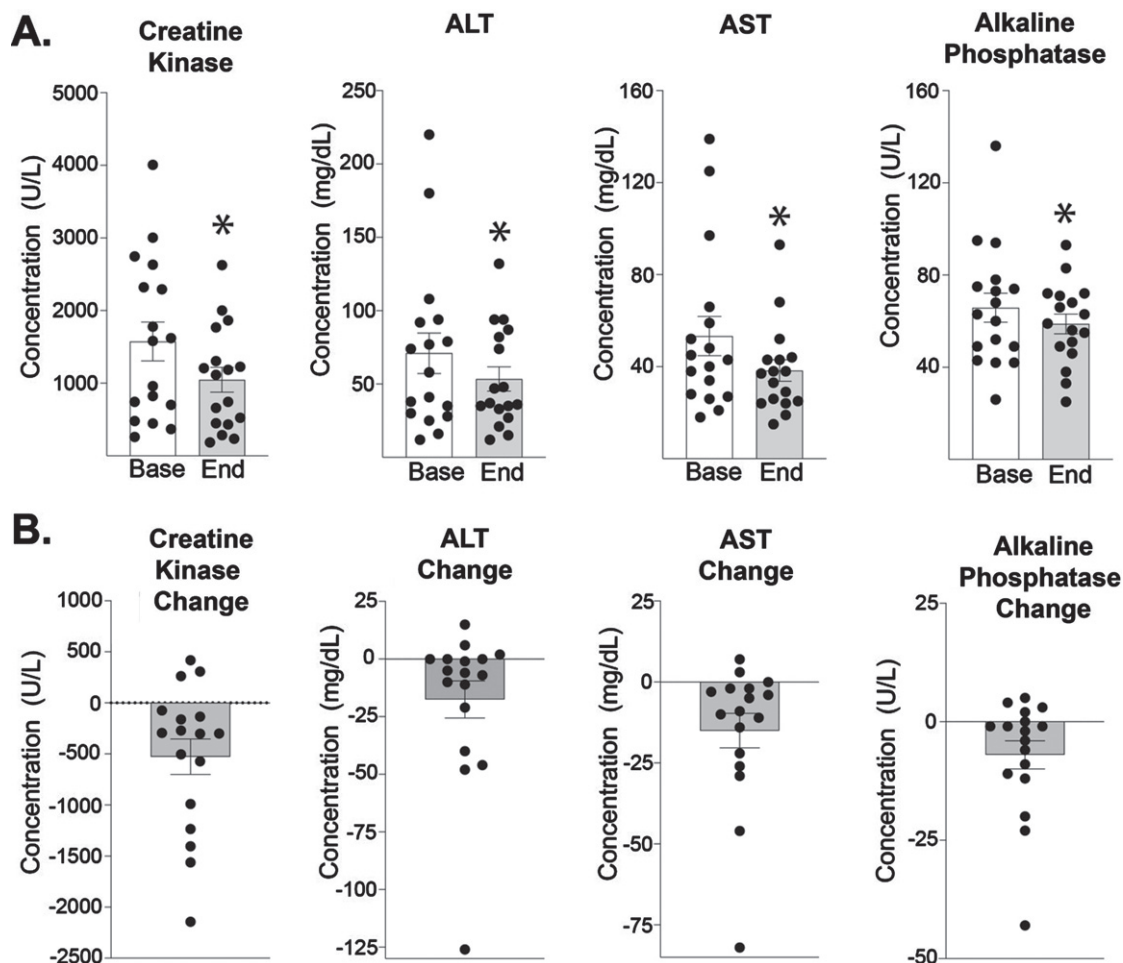 A.
Creatine
Kinase
Concentration (U/L)
5000
4000
3000
2000
1000
Base End
*
ALT
Concentration (mg/dL)
250
200
150
100
50
Base End
*
AST
Concentration (mg/dL)
160
120
80
40
Base End
*
Alkaline
Phosphatase
Concentration (U/L)
160
120
80
40
Base End
*
B.
Creatine
Kinase
Change
Concentration (U/L)
1000
500
0
-500
-1000
-1500
-2000
-2500
ALT
Change
Concentration (mg/dL)
25
0
-25
-50
-75
-100
-125
AST
Change
Concentration (mg/dL)
25
0
-25
-50
-75
Alkaline
Phosphatase
Change
Concentration (U/L)
25
0
-25
-50